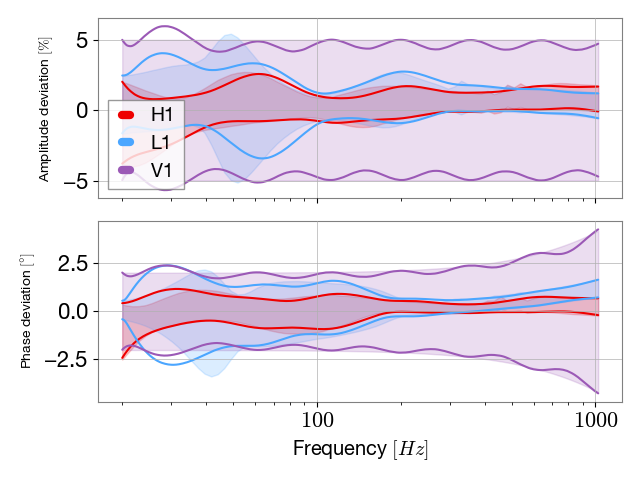 Amplitude deviation [%]
5
0
−5
H1
L1
V1
Phase deviation [°]
2.5
0.0
−2.5
100
1000
Frequency [Hz]